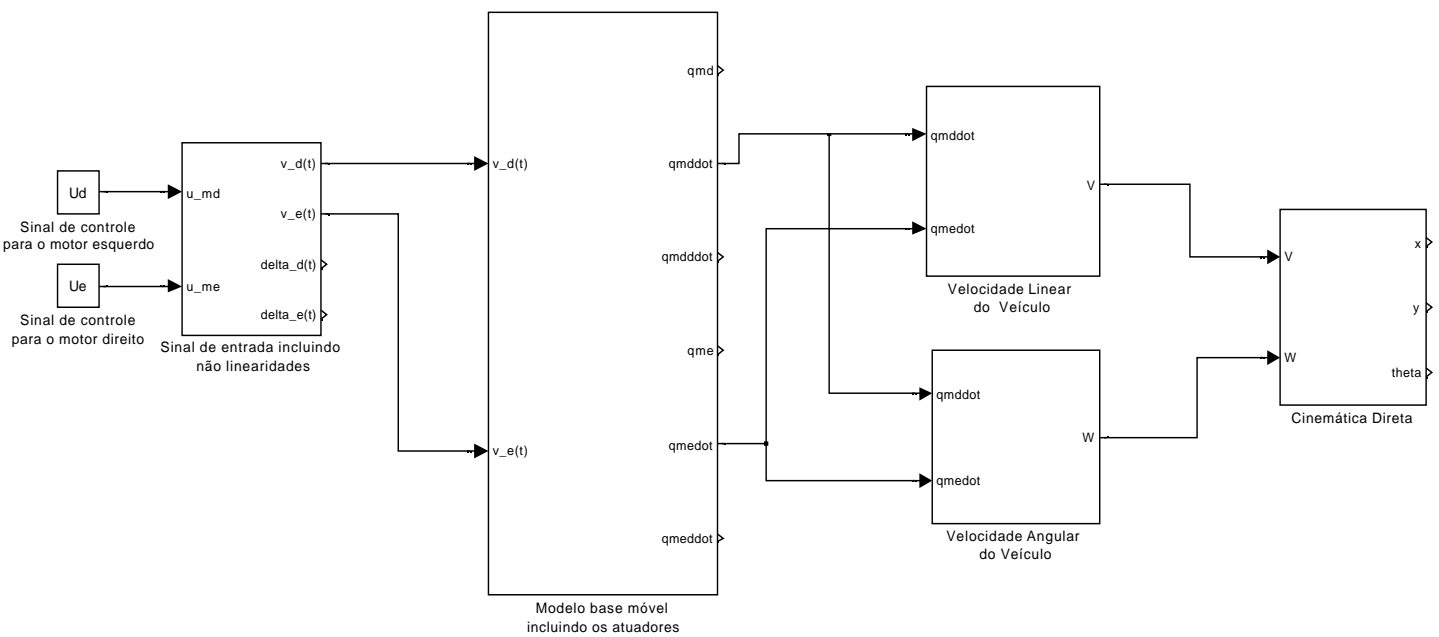 Ud
Sinal de controle
para o motor esquerdo
Ue
Sinal de controle
para o motor direito
u_md
u_me
v_d(t)
v_e(t)
delta_d(t)
delta_e(t)
Sinal de entrada incluindo
não linearidades
v_d(t)
v_e(t)
qmd
qmddot
qmdddot
qme
qmedot
qmeddot
Modelo base móvel
incluindo os atuadores
qmddot
qmedot
V
Velocidade Linear
do Veículo
qmddot
qmedot
W
Velocidade Angular
do Veículo
V
W
x
y
theta
Cinemática Direta